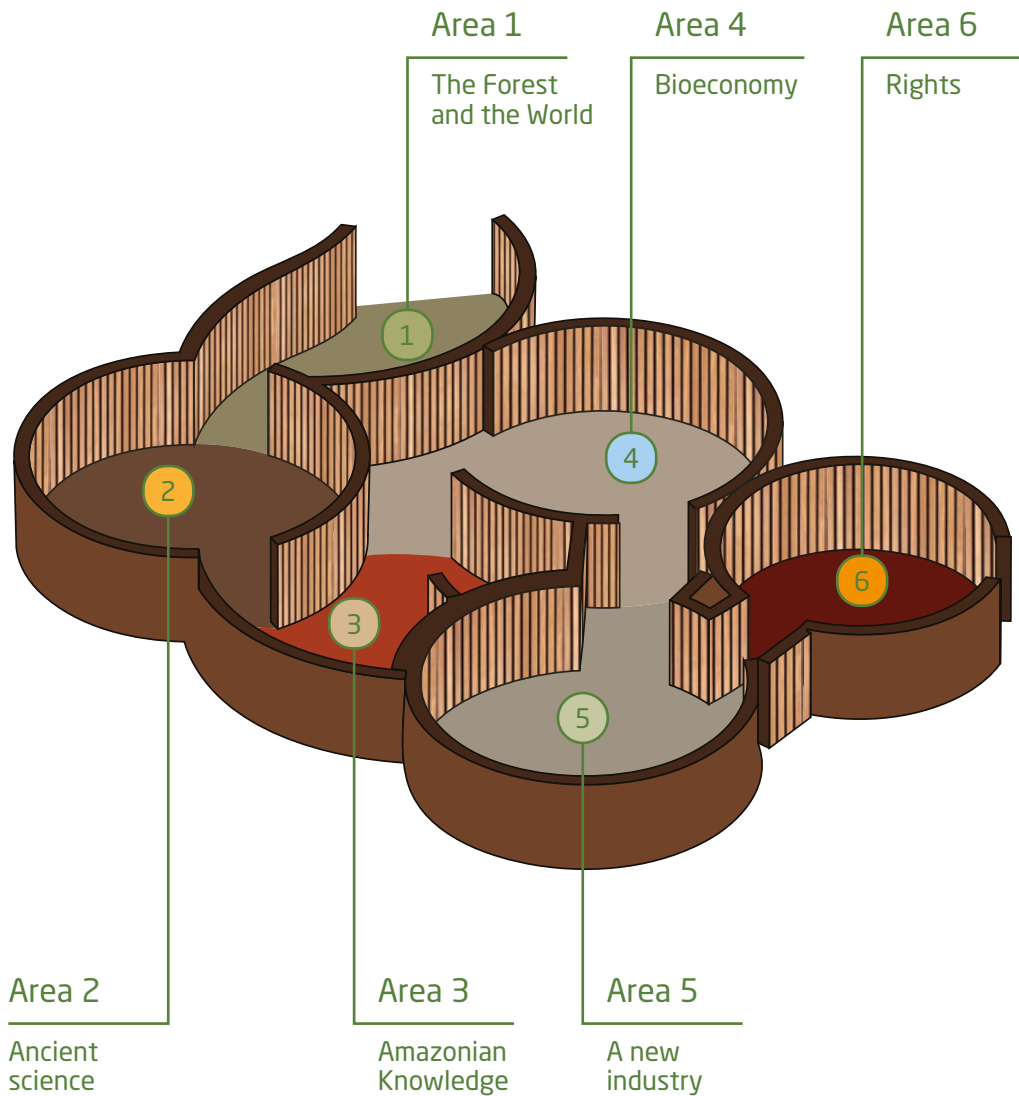 Area 1
The Forest
and the World
Area 4
Bioeconomy
Area 6
Rights
1
4
2
6
3
5
Area 2
Ancient
science
Area 3
Amazonian
Knowledge
Area 5
A new
industry